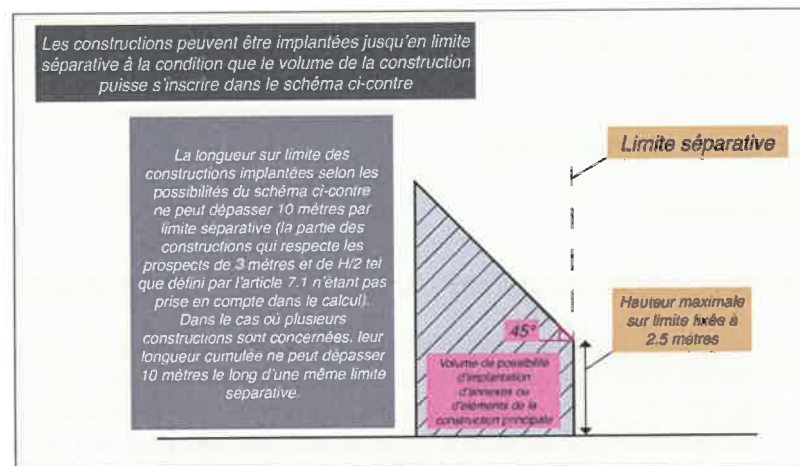 Les constructions peuvent être implantées jusqu'en limite
séparative à la condition que le volume de la construction
puisse s'inscrire dans le schéma ci-contre
La longueur sur limite des
constructions implantées selon les
possibilités du schéma ci-contre
ne peut dépasser 10 mètres par
limite séparative (la partie des
constructions qui respecte les
prospects de 3 mètres et de H/2 tel
que défini par l'article 7.1 n'étant pas
prise en compte dans le calcul).
Dans le cas où plusieurs
constructions sont concernées, leur
longueur cumulée ne peut dépasser
10 mètres le long d'une même limite
separative.
Limite séparative
Hauteur maximale
sur limite fixée à
2.5 mètres
45°
Volume de possibilité
d'implantation
d'annexes ou
d'éléments de la
construction principale